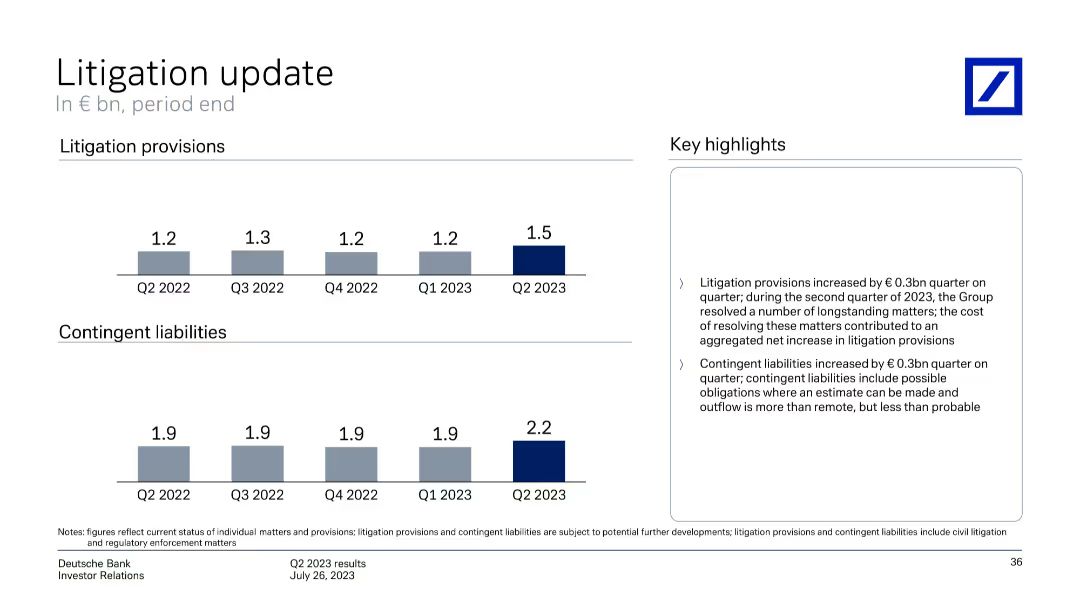 Litigation update
In € bn, period end
Litigation provisions
1.2 1.3 1.2 1.2 1.5
Q2 2022 Q3 2022 Q4 2022 Q1 2023 Q2 2023
Contingent liabilities
1.9 1.9 1.9 1.9 2.2
Q2 2022 Q3 2022 Q4 2022 Q1 2023 Q2 2023
Key highlights
〉 Litigation provisions increased by € 0.3bn quarter on
quarter; during the second quarter of 2023, the Group
resolved a number of longstanding matters; the cost
of resolving these matters contributed to an
aggregated net increase in litigation provisions
〉 Contingent liabilities increased by € 0.3bn quarter on
quarter; contingent liabilities include possible
obligations where an estimate can be made and
outflow is more than remote, but less than probable
Notes: figures reflect current status of individual matters and provisions; litigation provisions and contingent liabilities are subject to potential further developments; litigation provisions and contingent liabilities include civil litigation
and regulatory enforcement matters
Deutsche Bank
Investor Relations
Q2 2023 results
July 26, 2023
36